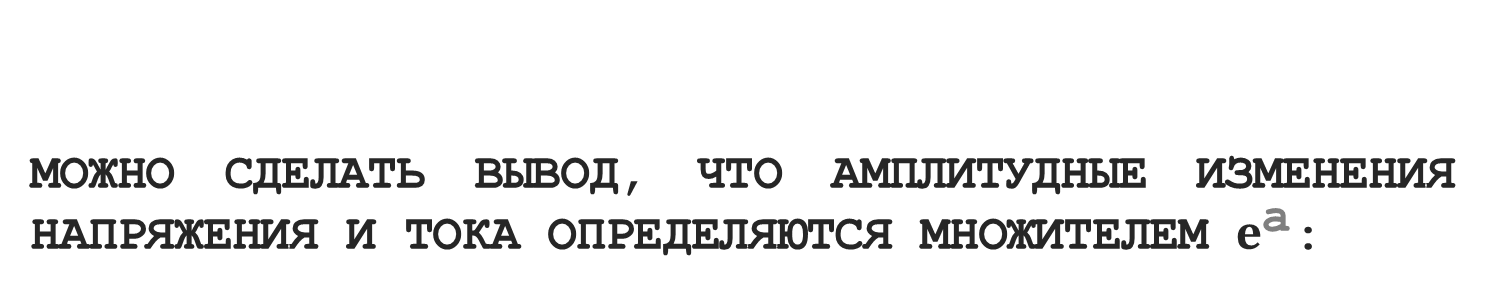 МОЖНО СДЕЛАТЬ ВЫВОД, ЧТО АМПЛИТУДНЫЕ ИЗМЕНЕНИЯ
НАПРЯЖЕНИЯ И ТОКА ОПРЕДЕЛЯЮТСЯ МНОЖИТЕЛЕМ eᵃ: